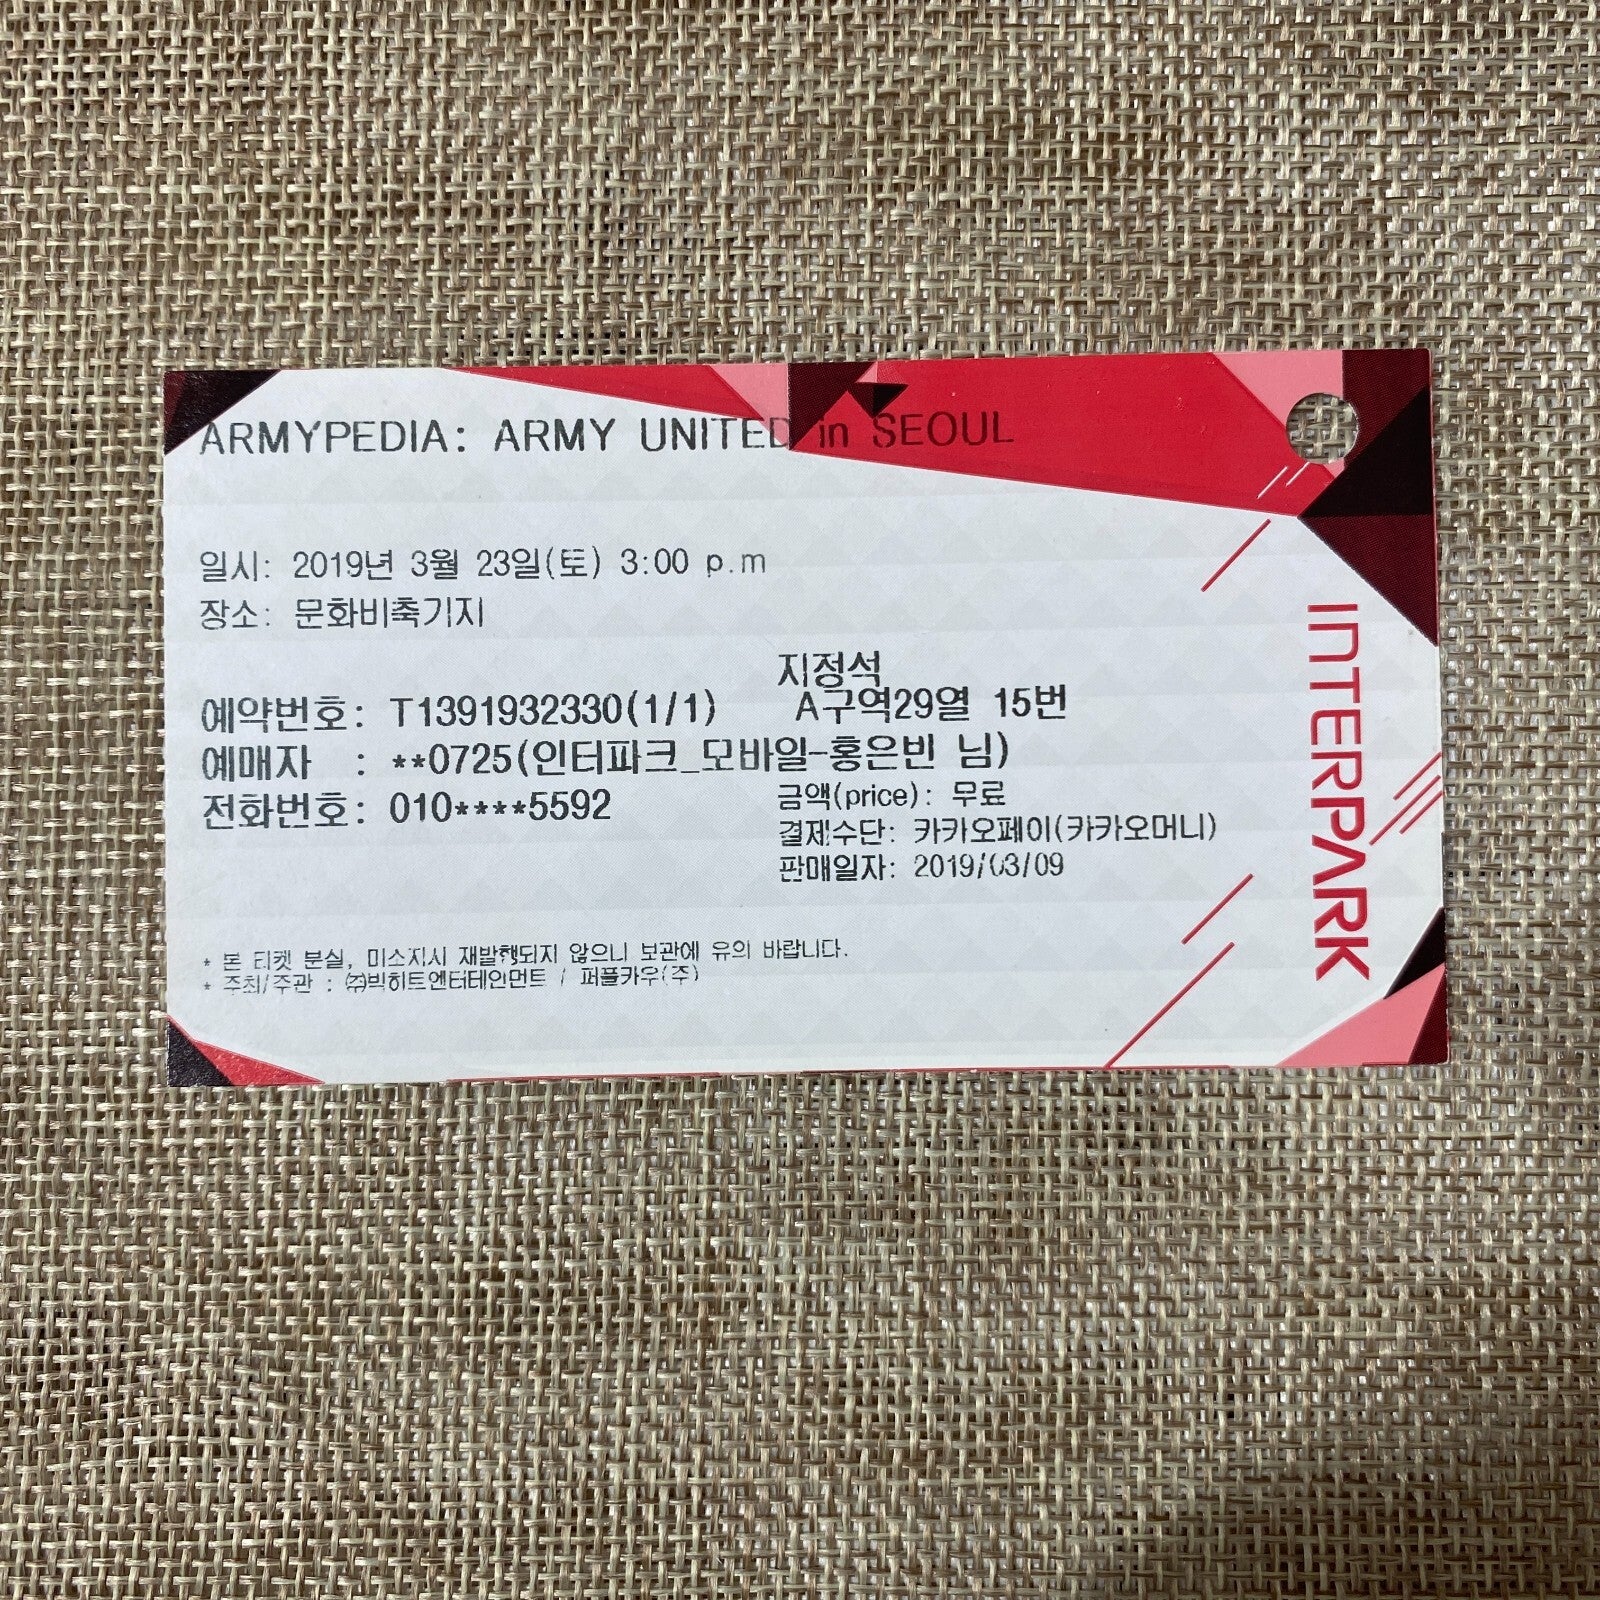 ARMYPEDIA: ARMY UNITED in SEOUL
일시: 2019년 3월 23일(토) 3:00 p.m
장소: 문화비축기지
지정석
예약번호: T1391932330(1/1) A구역29열 15번
예매자 : **0725(인터파크_모바일-홍은빈 님)
전화번호: 010****5592
금액(price): 무료
결제수단: 카카오페이(카카오머니)
판매일자: 2019/03/09
* 본 티켓 분실, 미소지시 재발행되지 않으니 보관에 유의 바랍니다.
* 주최/주관 : ㈜빅히트엔터테인먼트 / 퍼플카우(주)
INTERPARK